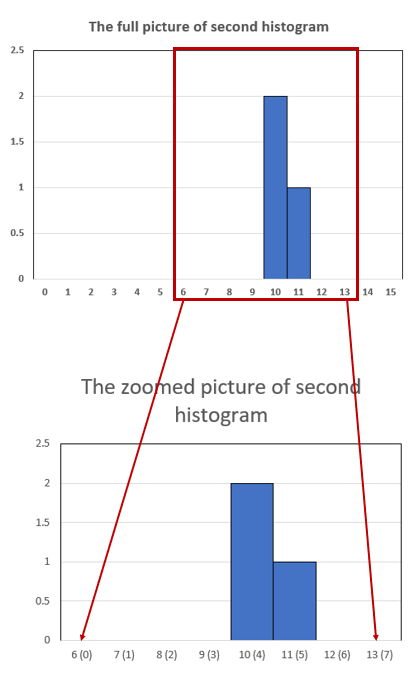 The full picture of second histogram
2.5
2
1.5
1
0.5
0
0 1 2 3 4 5 6 7 8 9 10 11 12 13 14 15
The zoomed picture of second
histogram
2.5
2
1.5
1
0.5
0
6 (0) 7 (1) 8 (2) 9 (3) 10 (4) 11 (5) 12 (6) 13 (7)